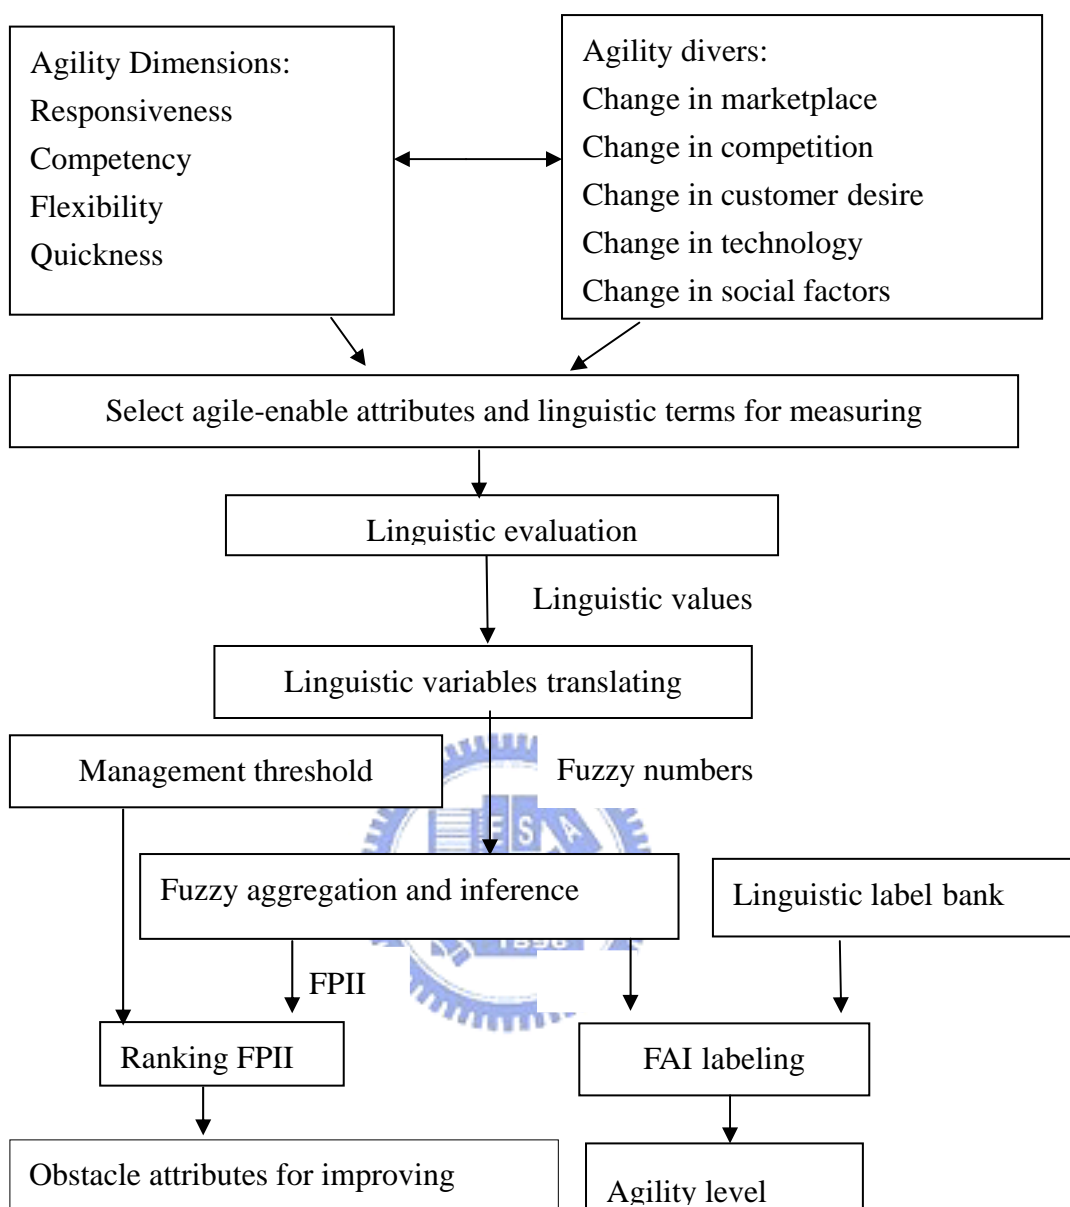 Agility Dimensions:
Responsiveness
Competency
Flexibility
Quickness
Agility divers:
Change in marketplace
Change in competition
Change in customer desire
Change in technology
Change in social factors
Select agile-enable attributes and linguistic terms for measuring
Linguistic evaluation
Linguistic values
Linguistic variables translating
Management threshold
Fuzzy numbers
E S A
Fuzzy aggregation and inference
Linguistic label bank
1896
FPII
Ranking FPII
FAI labeling
Obstacle attributes for improving
Agility level